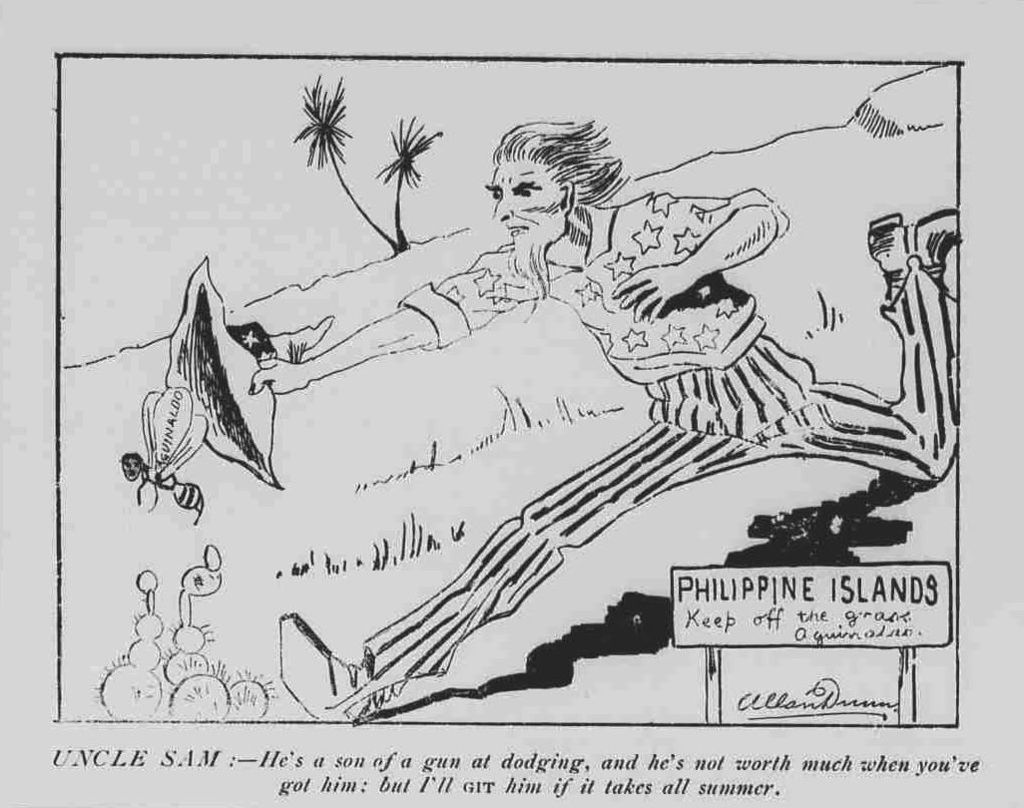 AGUINALDO
PHILIPPINE ISLANDS
Keep off the grass
Aguinaldo.
Allan Dunn
UNCLE SAM :—He's a son of a gun at dodging, and he's not worth much when you've
got him; but I'll GIT him if it takes all summer.